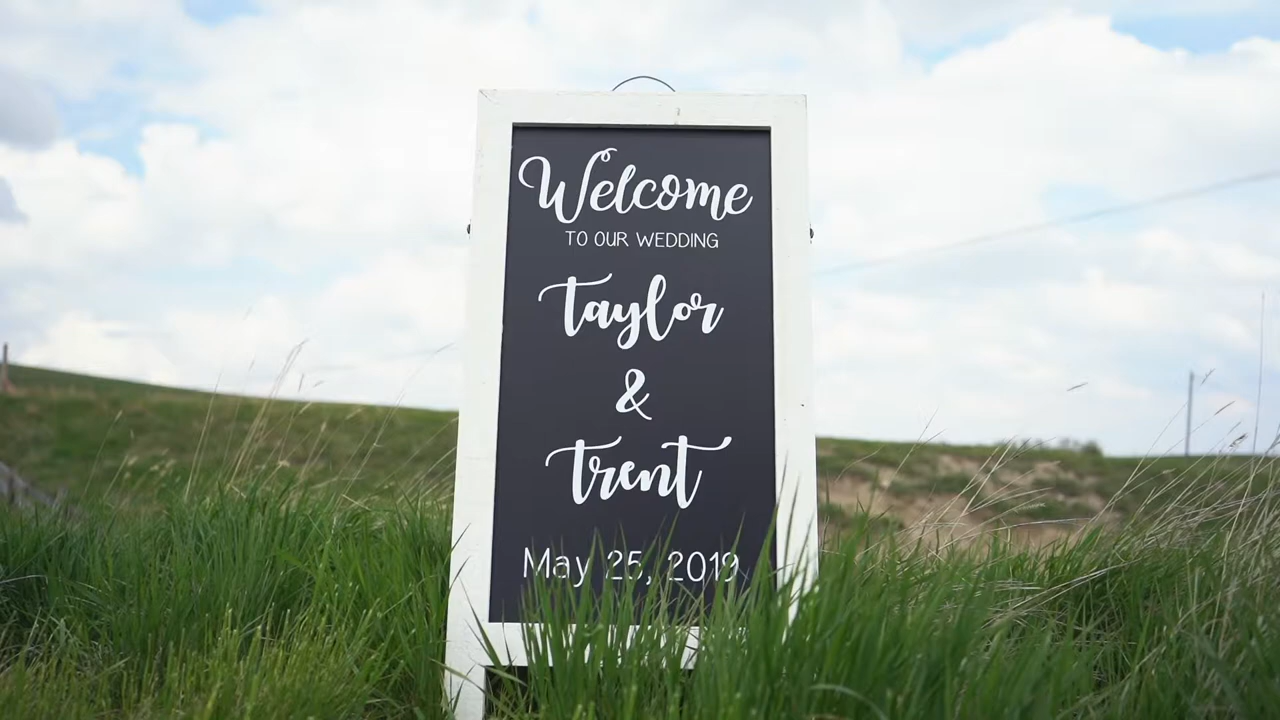 Welcome
TO OUR WEDDING
Taylor
&
Trent
May 25, 2019